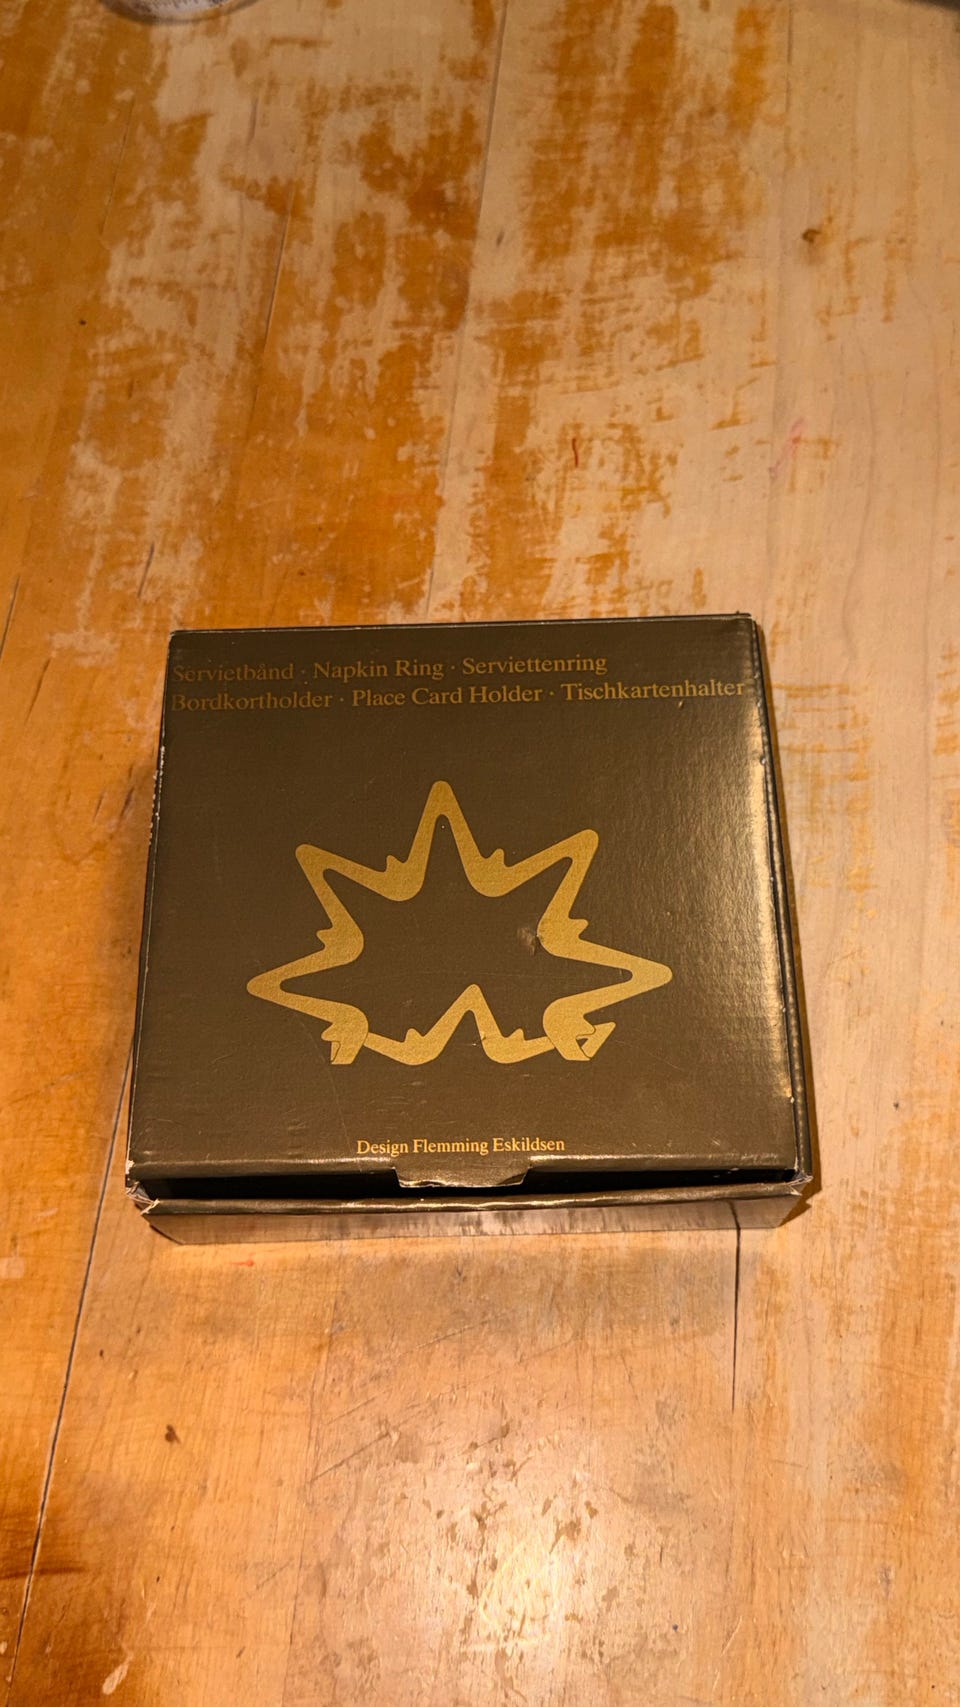 Servietbånd · Napkin Ring · Serviettenring
Bordkortholder · Place Card Holder · Tischkartenhalter
Design Flemming Eskildsen